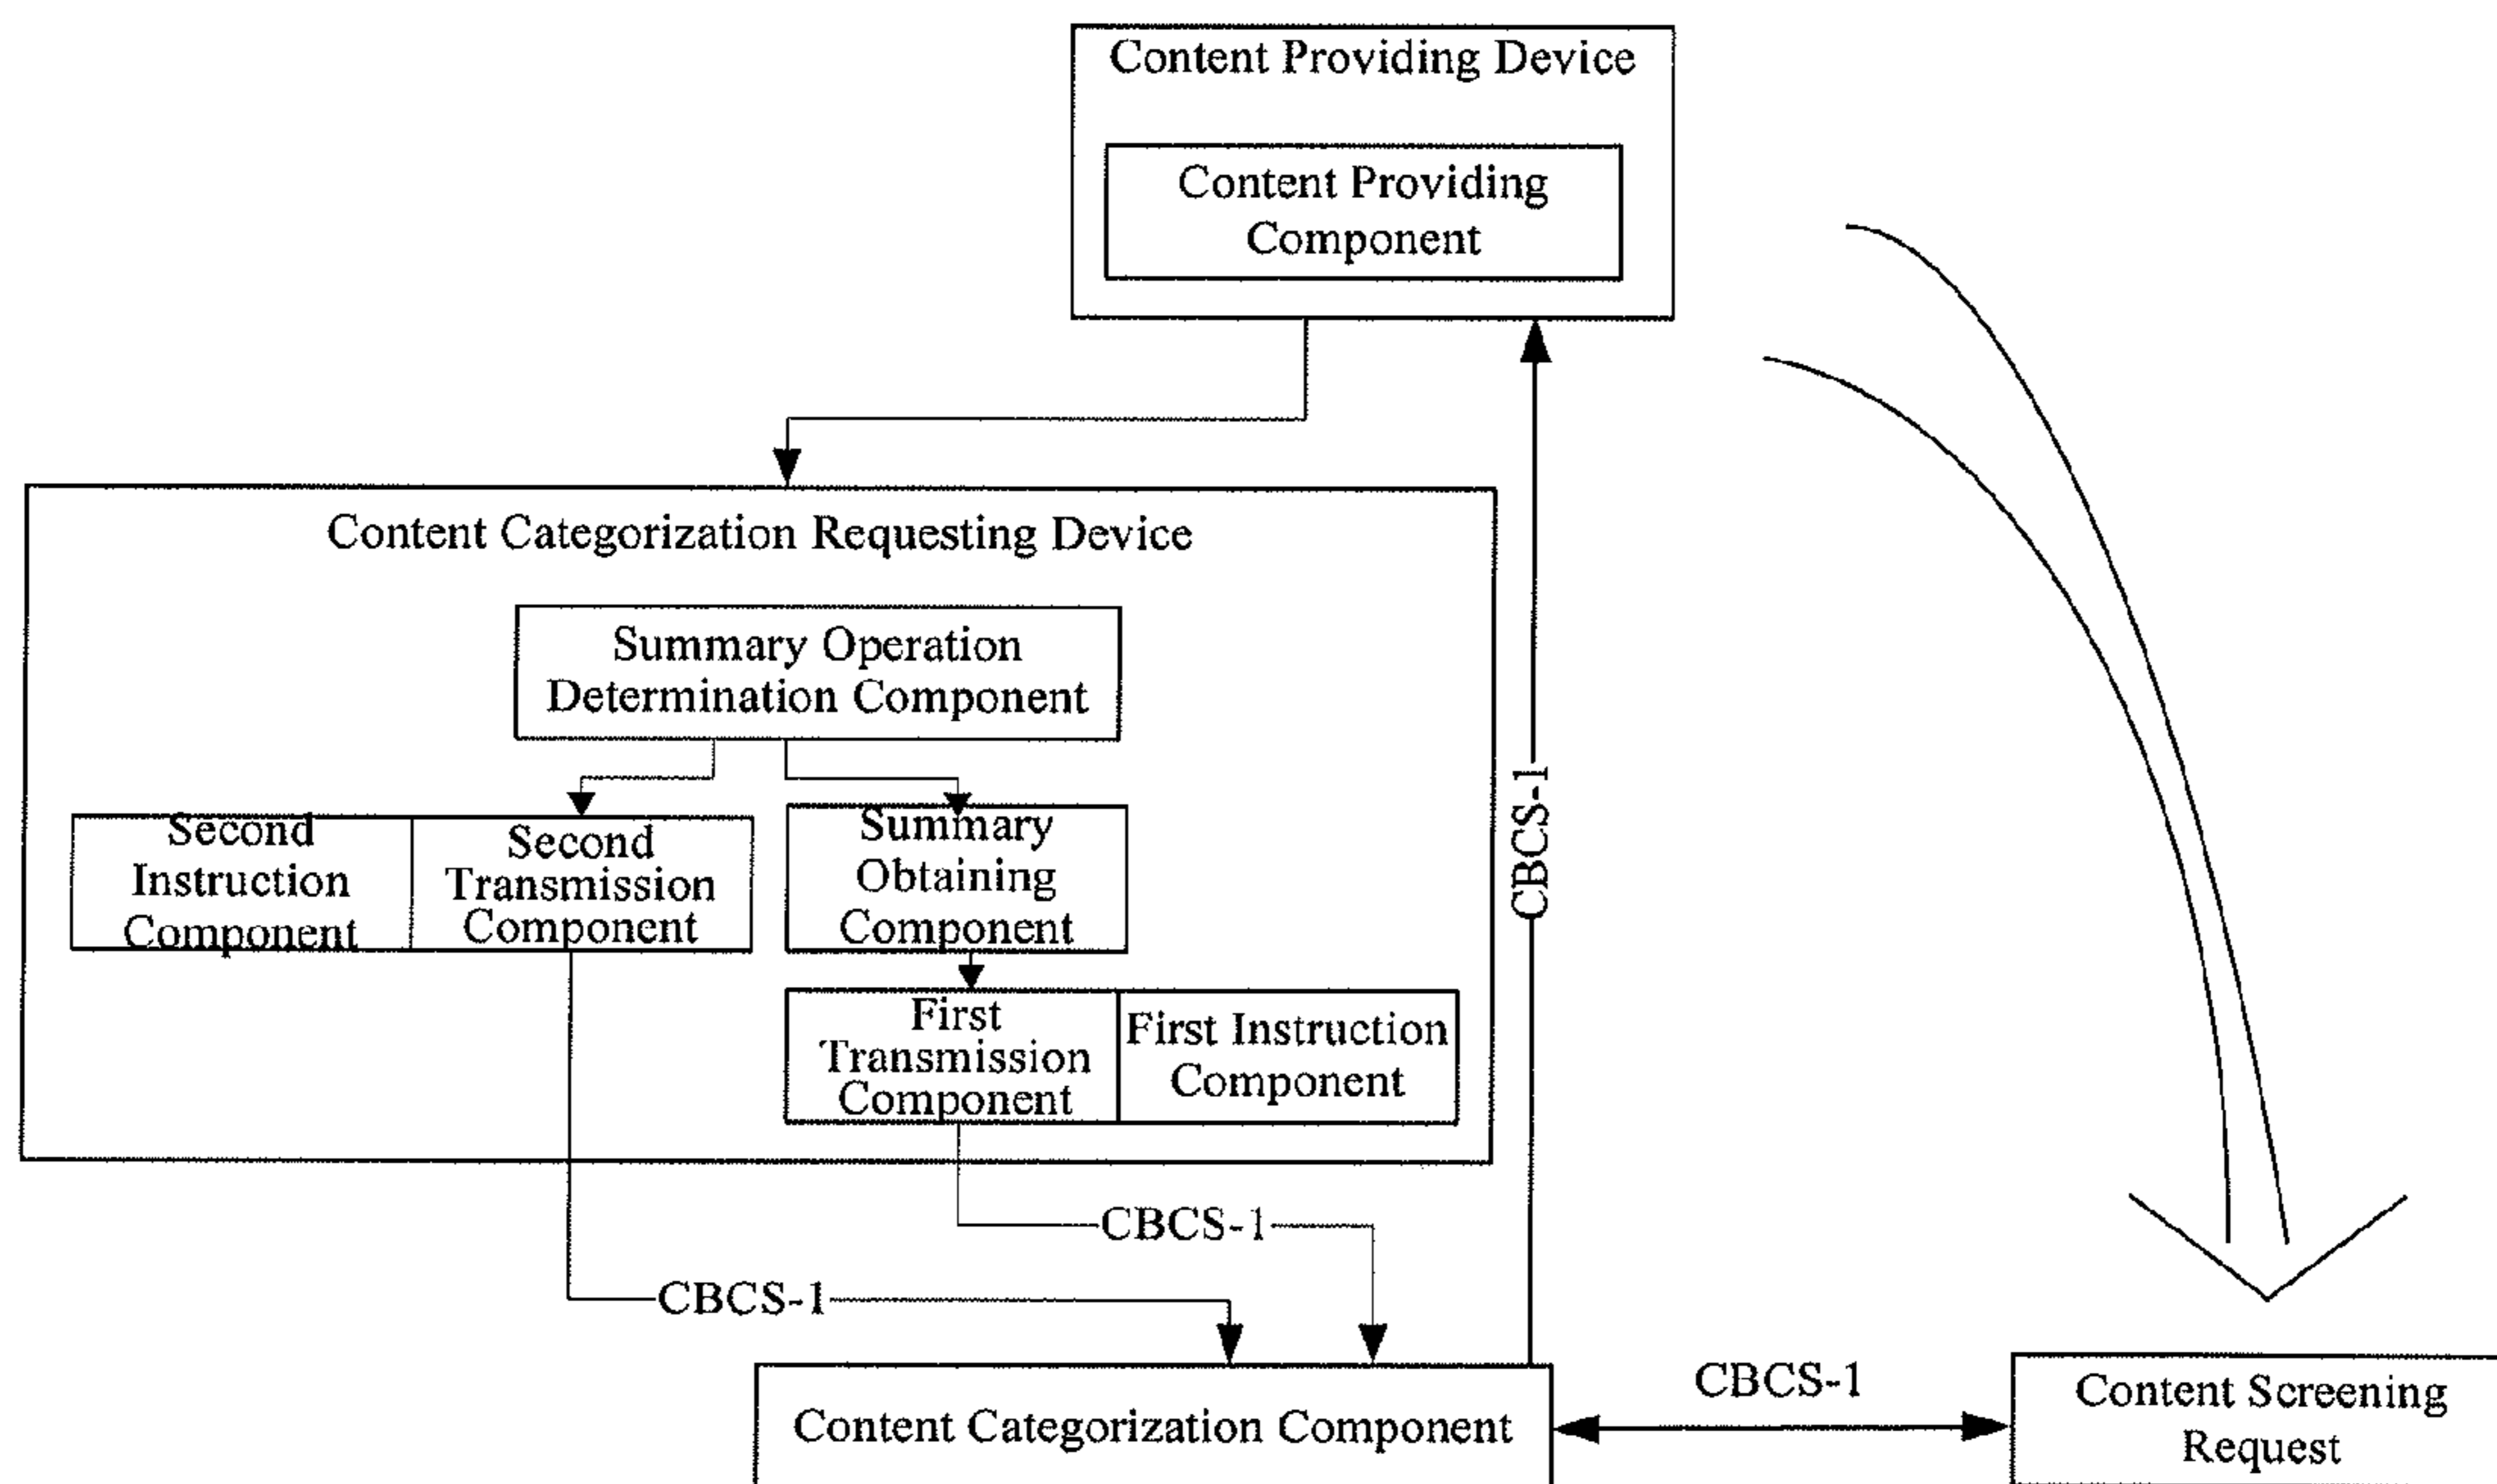 Content Providing Device
Content Providing
Component
Content Categorization Requesting Device
Summary Operation
Determination Component
Second
Instruction
Component
Second
Transmission
Component
Summary
Obtaining
Component
First
Transmission
Component
First Instruction
Component
CBCS-1
CBCS-1
CBCS-1
Content Categorization Component
CBCS-1
Content Screening
Request